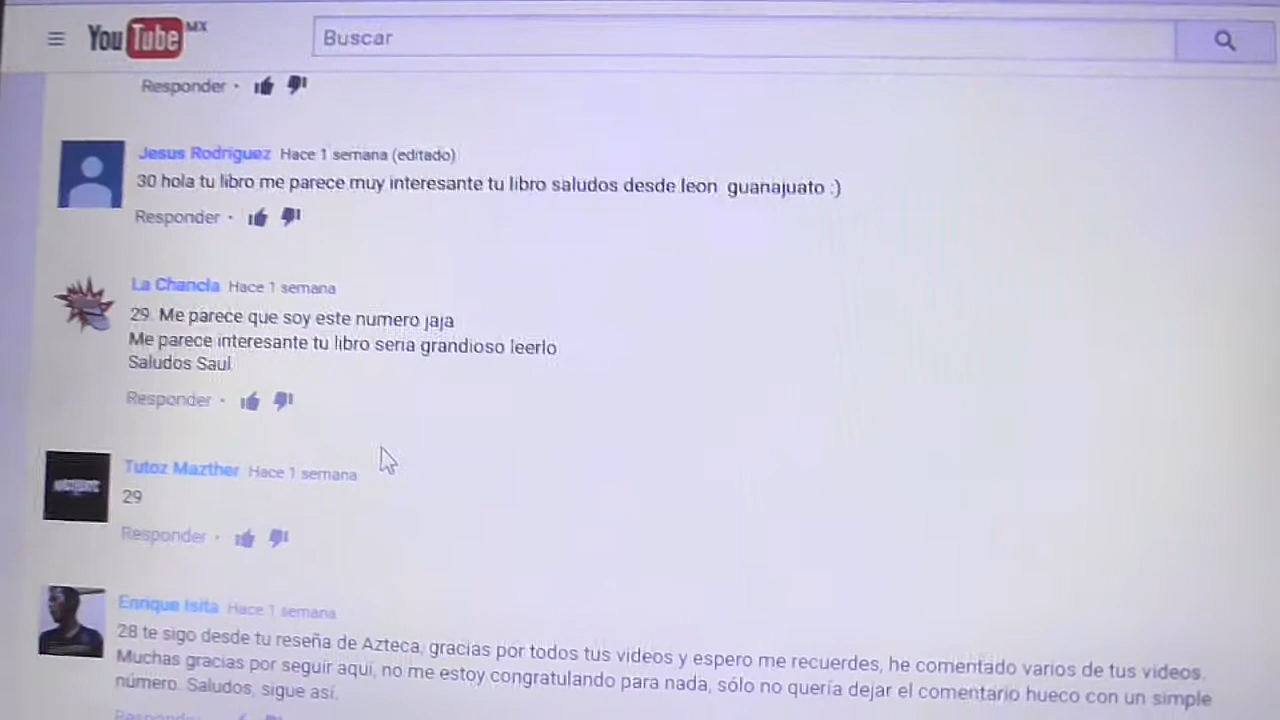 YouTube MX
Buscar
Responder ·
Jesus Rodriguez Hace 1 semana (editado)
30 hola tu libro me parece muy interesante tu libro saludos desde leon guanajuato :)
Responder ·
La Chancla Hace 1 semana
29. Me parece que soy este numero jaja
Me parece interesante tu libro seria grandioso leerlo
Saludos Saul
Responder ·
Tutoz Mazther Hace 1 semana
29
Responder ·
Enrique Isita Hace 1 semana
28 te sigo desde tu reseña de Azteca, gracias por todos tus videos y espero me recuerdes, he comentado varios de tus videos.
Muchas gracias por seguir aquí, no me estoy congratulando para nada, sólo no quería dejar el comentario hueco con un simple
número. Saludos, sigue así.
Responder ·